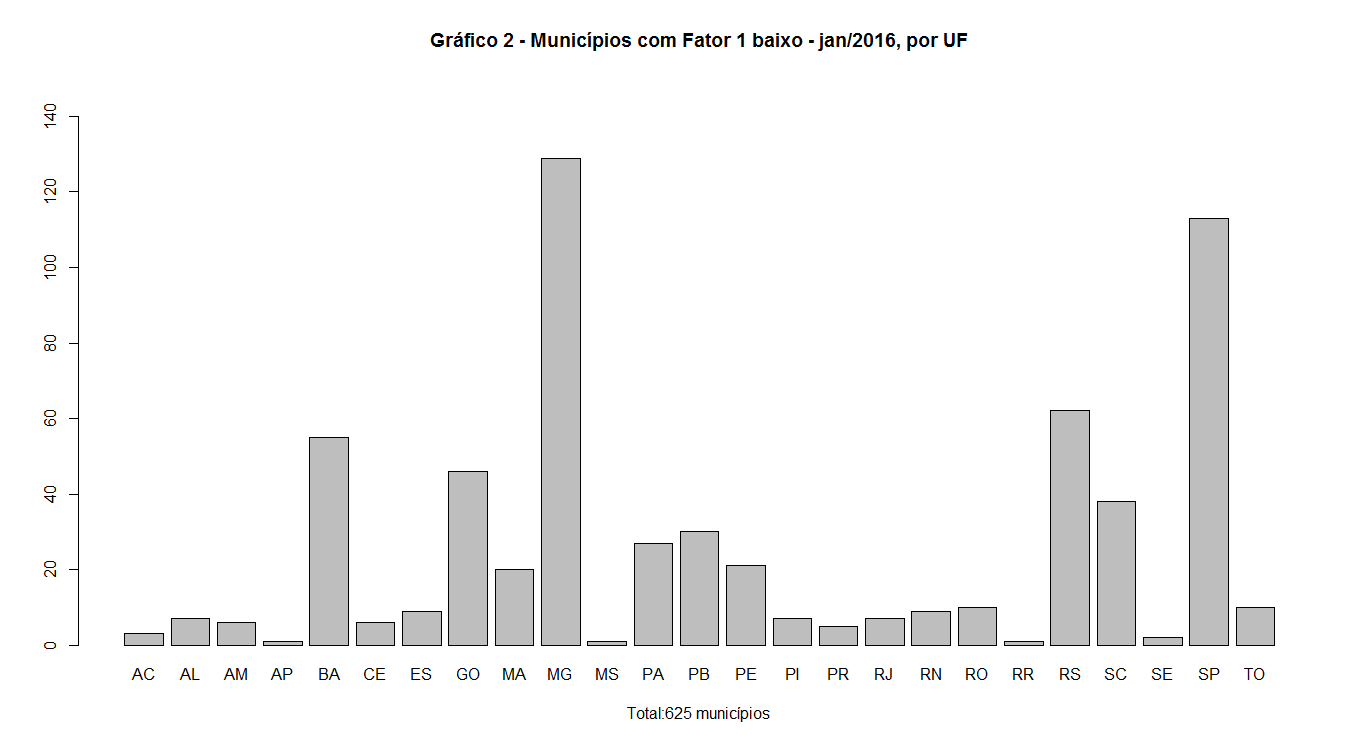 Gráfico 2 - Municípios com Fator 1 baixo - jan/2016, por UF
140
120
100
80
60
40
20
0
AC AL AM AP BA CE ES GO MA MG MS PA PB PE PI PR RJ RN RO RR RS SC SE SP TO
Total:625 municípios